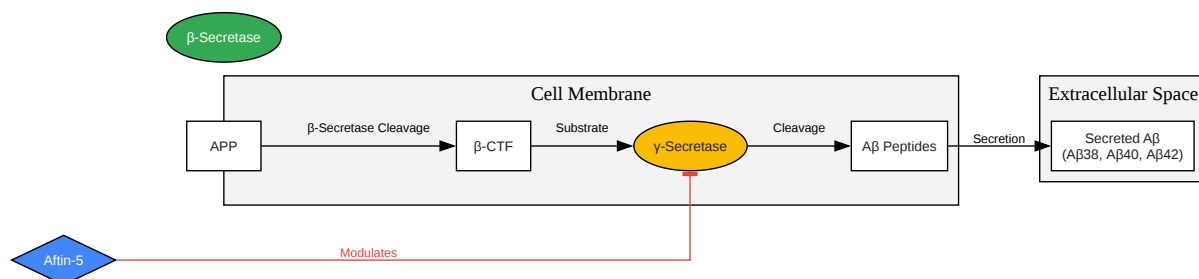 β-Secretase
Cell Membrane
Extracellular Space
APP
β-Secretase Cleavage
β-CTF
Substrate
γ-Secretase
Cleavage
Aβ Peptides
Secretion
Secreted Aβ
(Aβ38, Aβ40, Aβ42)
Aftin-5
Modulates